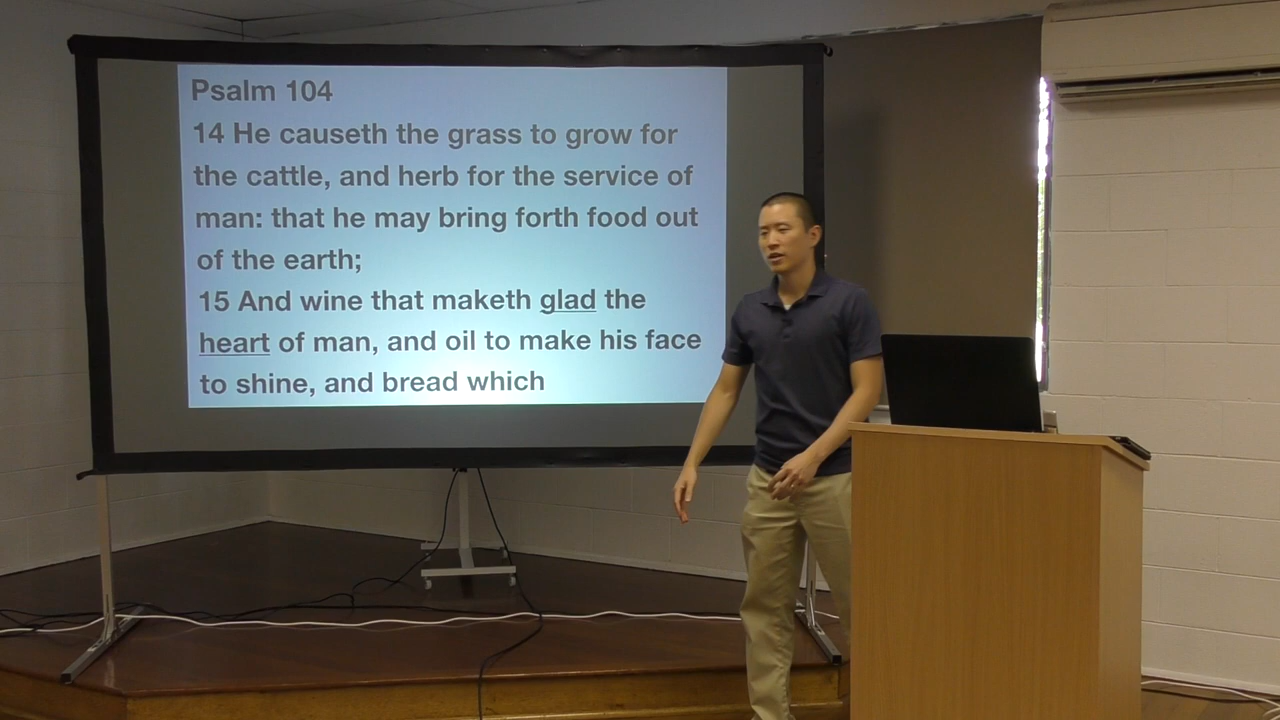 Psalm 104
14 He causeth the grass to grow for
the cattle, and herb for the service of
man: that he may bring forth food out
of the earth;
15 And wine that maketh glad the
heart of man, and oil to make his face
to shine, and bread which